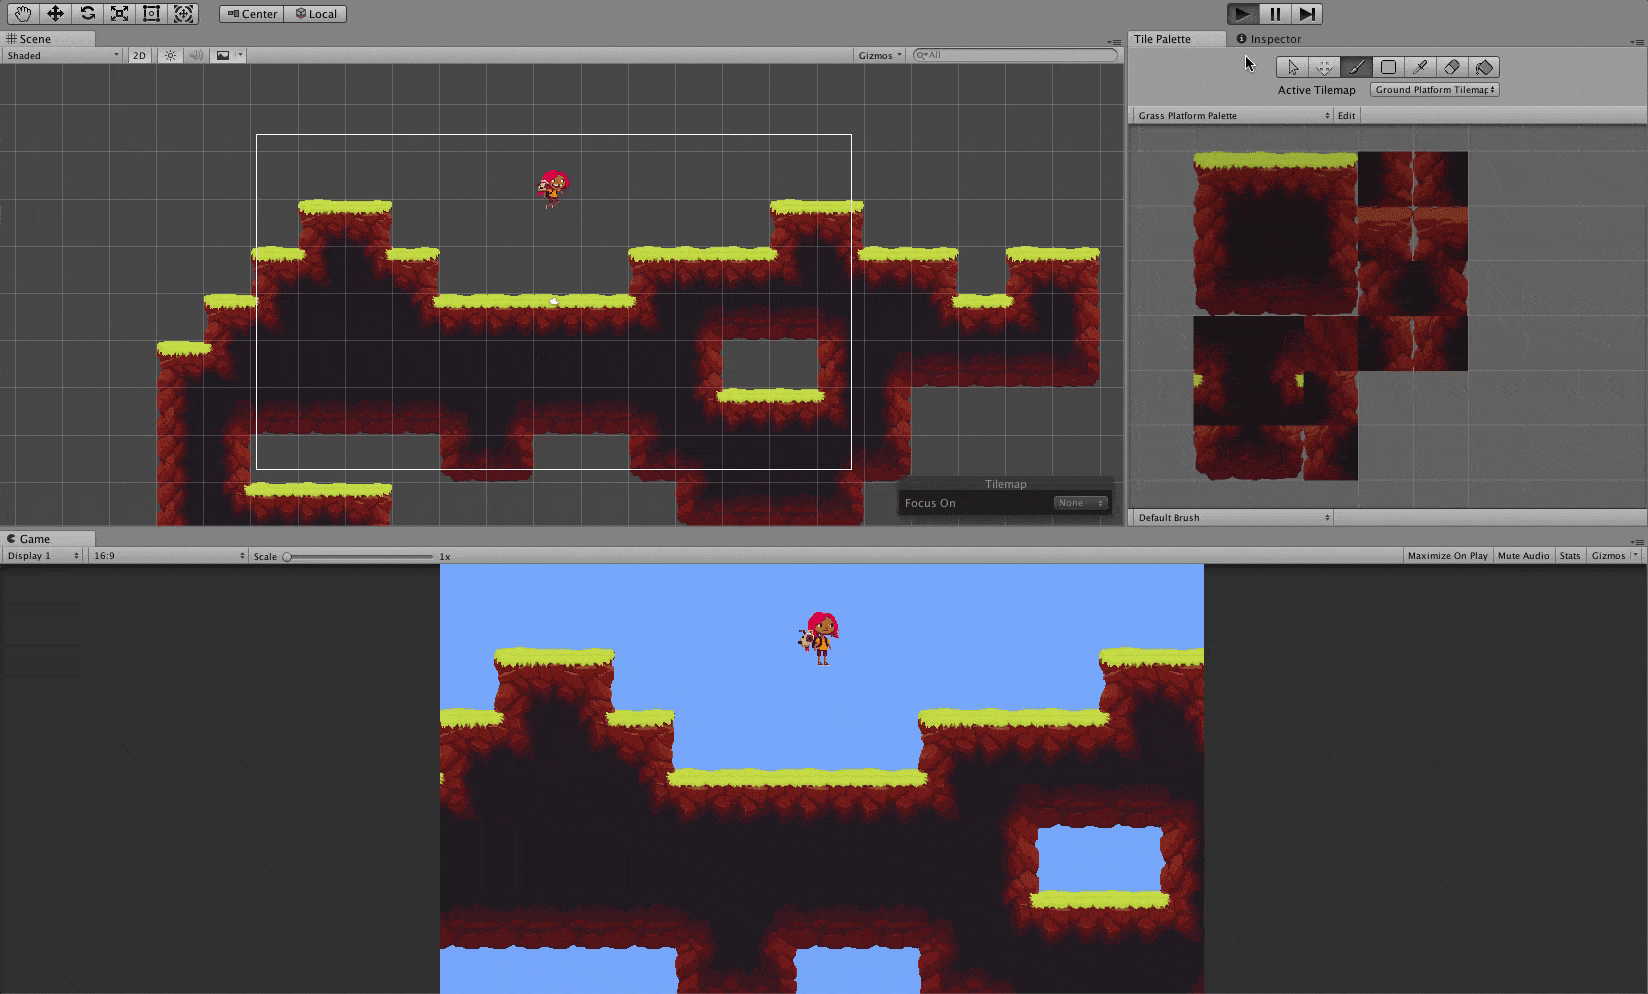 Center
Local
Scene
Shaded
2D
Gizmos
All
Tile Palette
Inspector
Active Tilemap
Ground Platform Tilemap
Grass Platform Palette
Edit
Tilemap
Focus On
None
Default Brush
Game
Display 1
16:9
Scale
1x
Maximize On Play
Mute Audio
Stats
Gizmos